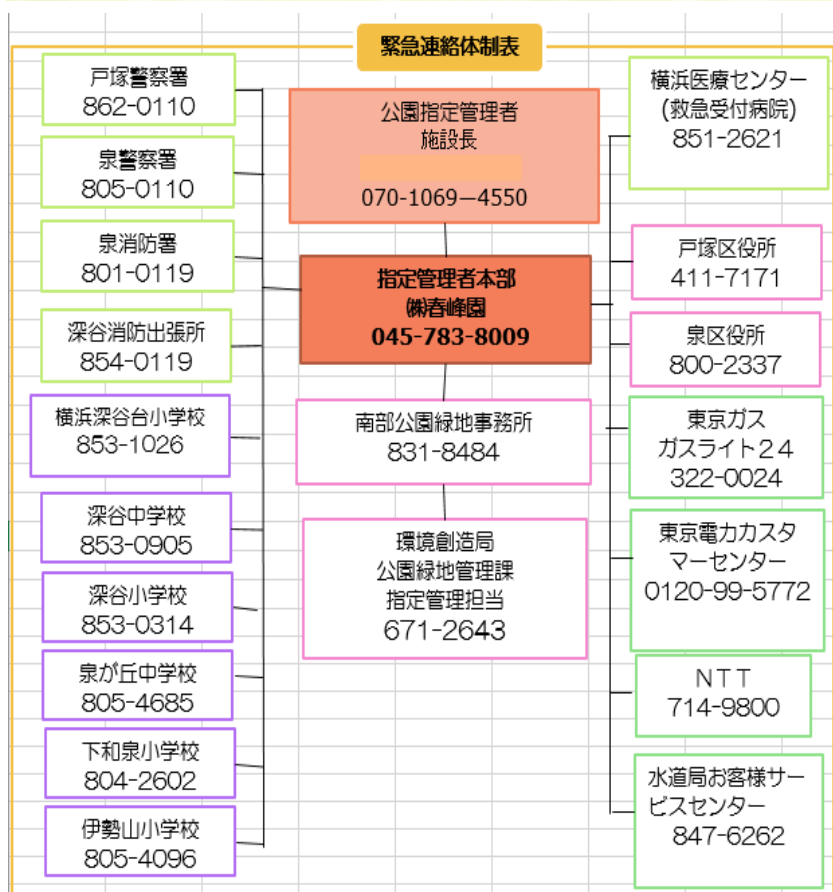 緊急連絡体制表
戸塚警察署
862-0110
泉警察署
805-0110
泉消防署
801-0119
深谷消防出張所
854-0119
横浜深谷台小学校
853-1026
深谷中学校
853-0905
深谷小学校
853-0314
泉が丘中学校
805-4685
下和泉小学校
804-2602
伊勢山小学校
805-4096
公園指定管理者
施設長
070-1069－4550
指定管理者本部
㈱春峰園
045-783-8009
南部公園緑地事務所
831-8484
環境創造局
公園緑地管理課
指定管理担当
671-2643
横浜医療センター
(救急受付病院)
851-2621
戸塚区役所
411-7171
泉区役所
800-2337
東京ガス
ガスライト２４
322-0024
東京電力カスタ
マーセンター
0120-99-5772
ＮＴＴ
714-9800
水道局お客様サー
ビスセンター
847-6262